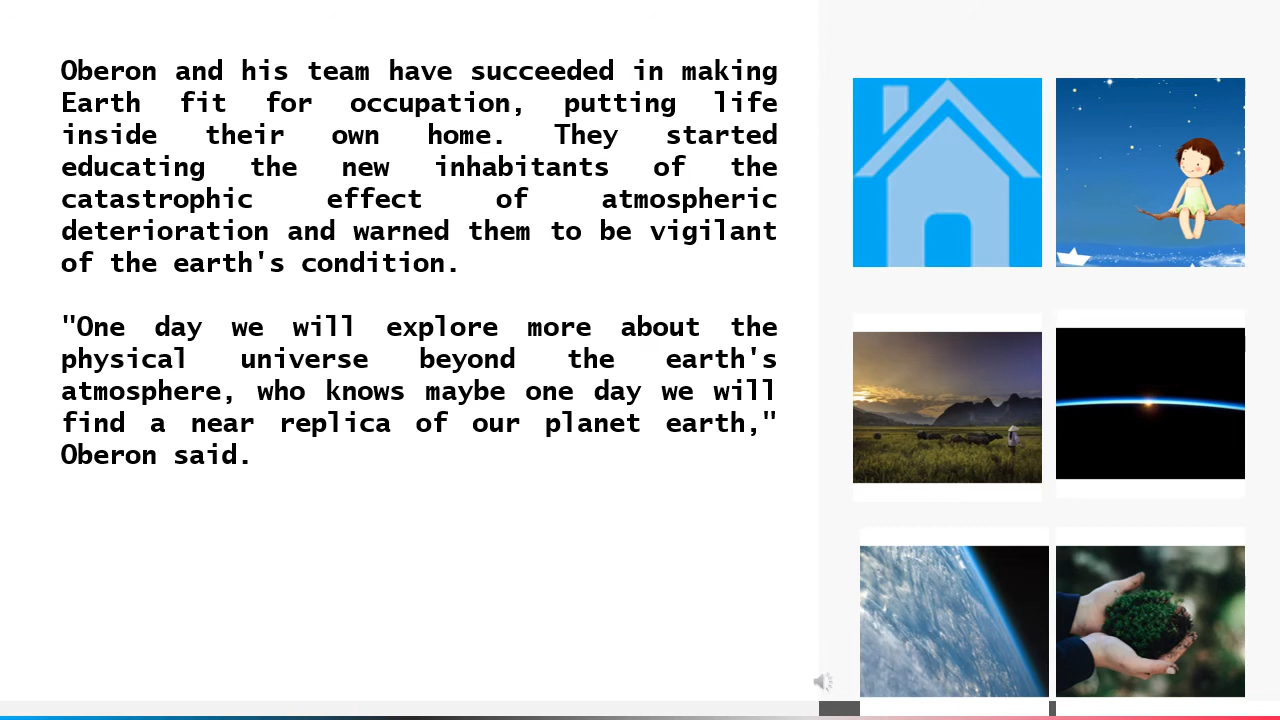 Oberon and his team have succeeded in making
Earth fit for occupation, putting life
inside their own home. They started
educating the new inhabitants of the
catastrophic effect of atmospheric
deterioration and warned them to be vigilant
of the earth's condition.
"One day we will explore more about the
physical universe beyond the earth's
atmosphere, who knows maybe one day we will
find a near replica of our planet earth,"
Oberon said.